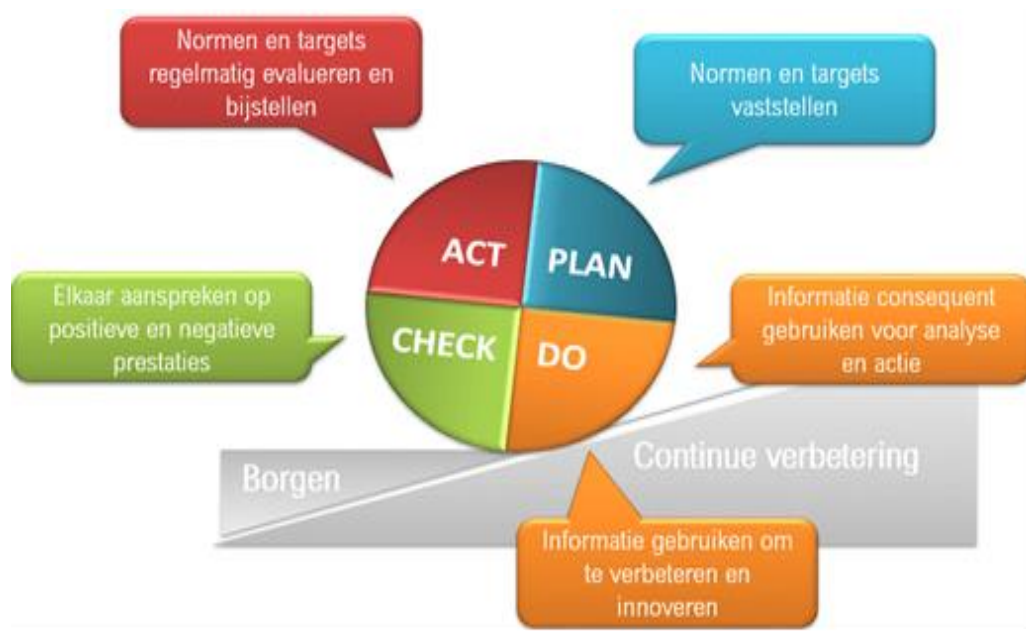 Normen en targets
regelmatig evalueren en
bijstellen
Normen en targets
vaststellen
ACT
PLAN
CHECK
DO
Elkaar aanspreken op
positieve en negatieve
prestaties
Informatie consequent
gebruiken voor analyse
en actie
Borgen
Continue verbetering
Informatie gebruiken om
te verbeteren en
innoveren